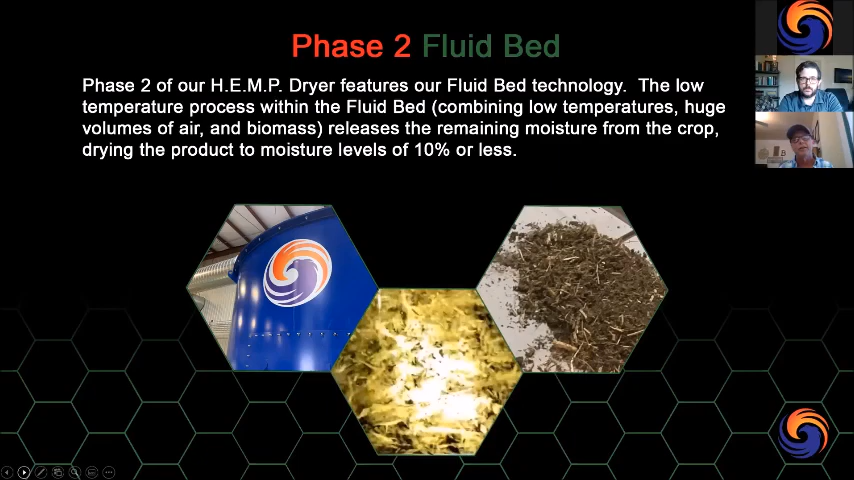 Phase 2 Fluid Bed
Phase 2 of our H.E.M.P. Dryer features our Fluid Bed technology.  The low
temperature process within the Fluid Bed (combining low temperatures, huge
volumes of air, and biomass) releases the remaining moisture from the crop,
drying the product to moisture levels of 10% or less.